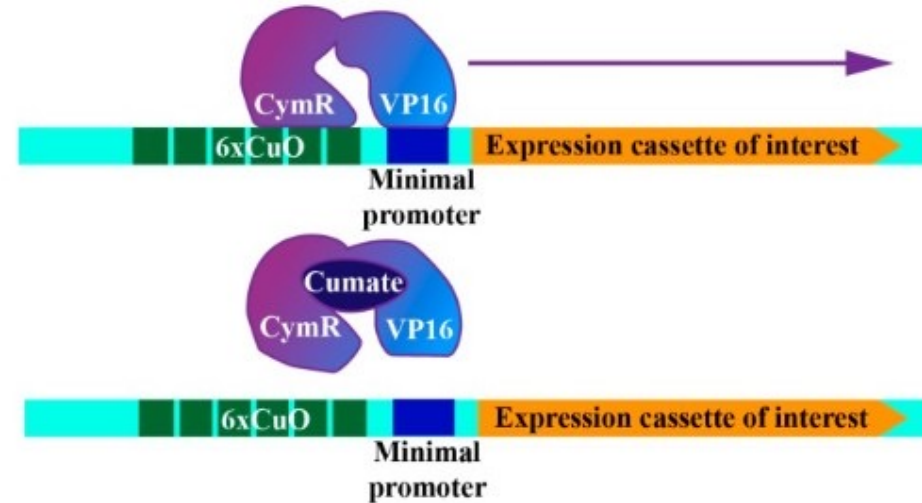 CymR VP16
6xCuO Expression cassette of interest
Minimal
promoter
Cumate
CymR VP16
6xCuO Expression cassette of interest
Minimal
promoter